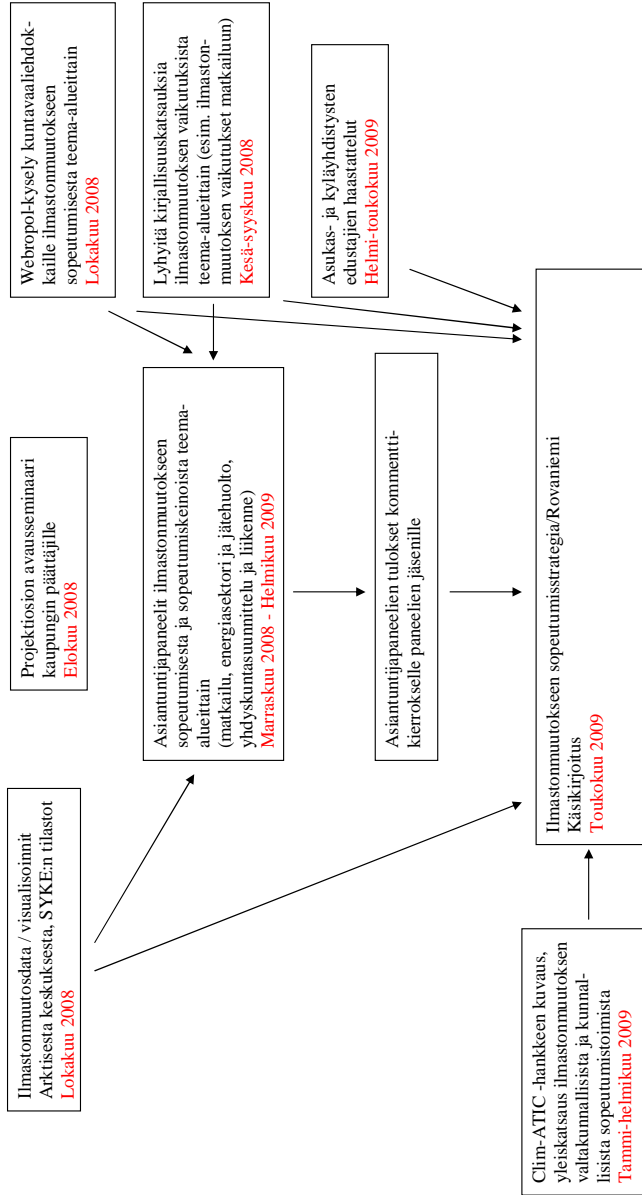 Ilmastonmuutosdata / visualisoinnit
Arktisesta keskuksesta, SYKE:n tilastot
Lokakuu 2008
Projektiosion avausseminaari
kaupungin päättäjille
Elokuu 2008
Webropol-kysely kuntavaaliehdok-
kaille ilmastonmuutokseen
sopeutumisesta teema-alueittain
Lokakuu 2008
Asiantuntijapaneelit ilmastonmuutokseen
sopeutumisesta ja sopeutumiskeinoista teema-
alueittain
(matkailu, energiasektori ja jätehuolto,
yhdyskuntasuunnittelu ja liikenne)
Marraskuu 2008 - Helmikuu 2009
Lyhyitä kirjallisuuskatsauksia
ilmastonmuutoksen vaikutuksista
teema-alueittain (esim. ilmaston-
muutoksen vaikutukset matkailuun)
Kesä-syyskuu 2008
Asukas- ja kyläyhdistysten
edustajien haastattelut
Helmi-toukokuu 2009
Asiantuntijapaneelien tulokset kommentti-
kierrokselle paneelien jäsenille
Clim-ATIC -hankkeen kuvaus,
yleiskatsaus ilmastonmuutoksen
valtakunnallisista ja kunnal-
lisista sopeutumistoimista
Tammi-helmikuu 2009
Ilmastonmuutokseen sopeutumisstrategia/Rovaniemi
Käsikirjoitus
Toukokuu 2009